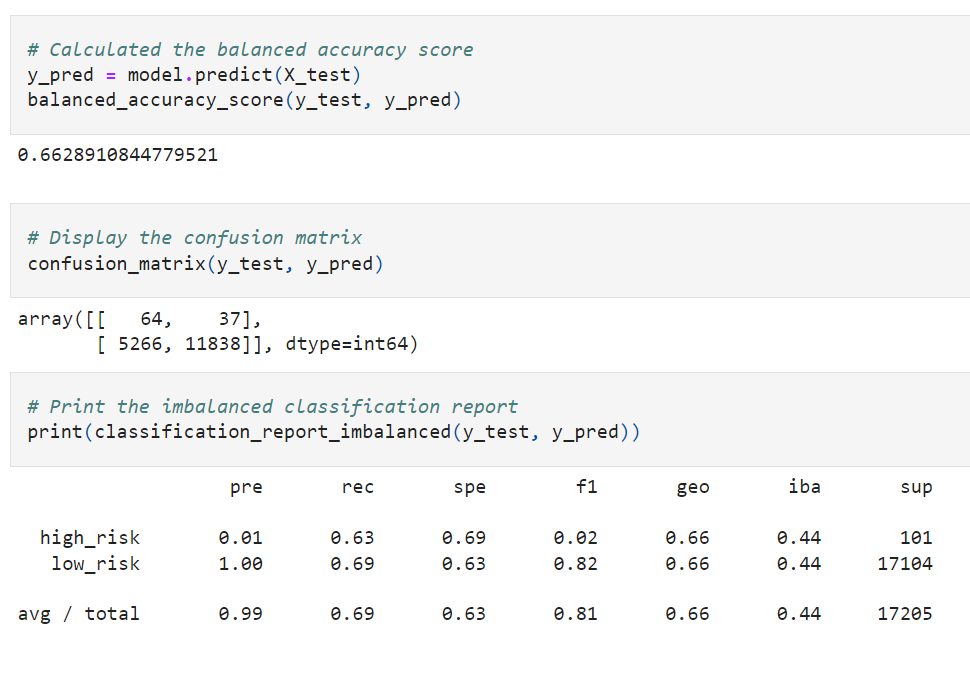 # Calculated the balanced accuracy score
y_pred = model.predict(X_test)
balanced_accuracy_score(y_test, y_pred)
0.6628910844779521
# Display the confusion matrix
confusion_matrix(y_test, y_pred)
array([[   64,    37],
       [ 5266, 11838]], dtype=int64)
# Print the imbalanced classification report
print(classification_report_imbalanced(y_test, y_pred))
pre rec spe f1 geo iba sup
high_risk 0.01 0.63 0.69 0.02 0.66 0.44 101
low_risk 1.00 0.69 0.63 0.82 0.66 0.44 17104
avg / total 0.99 0.69 0.63 0.81 0.66 0.44 17205